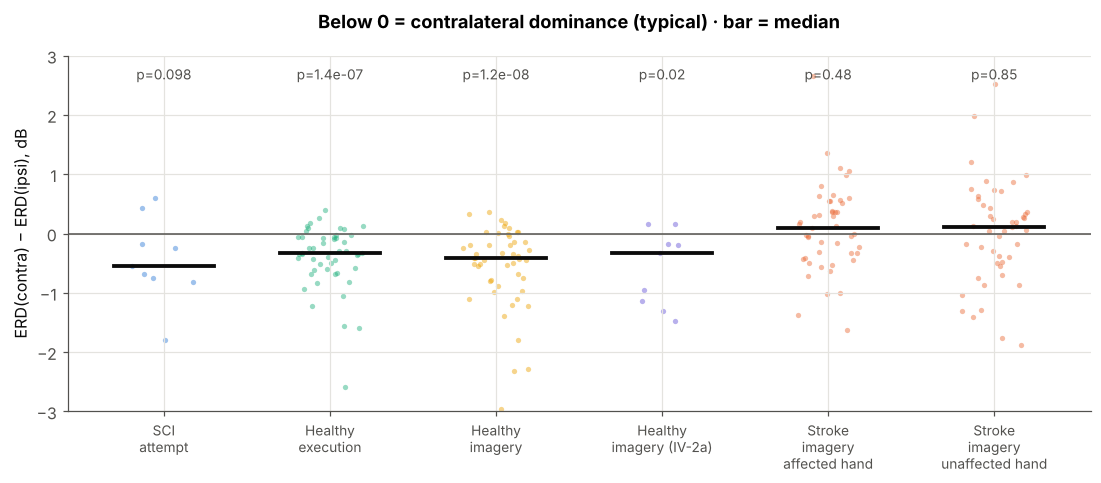 Below 0 = contralateral dominance (typical) · bar = median
ERD(contra) − ERD(ipsi), dB
3
2
1
0
−1
−2
−3
p=0.098
p=1.4e-07
p=1.2e-08
p=0.02
p=0.48
p=0.85
SCI
attempt
Healthy
execution
Healthy
imagery
Healthy
imagery (IV-2a)
Stroke
imagery
affected hand
Stroke
imagery
unaffected hand